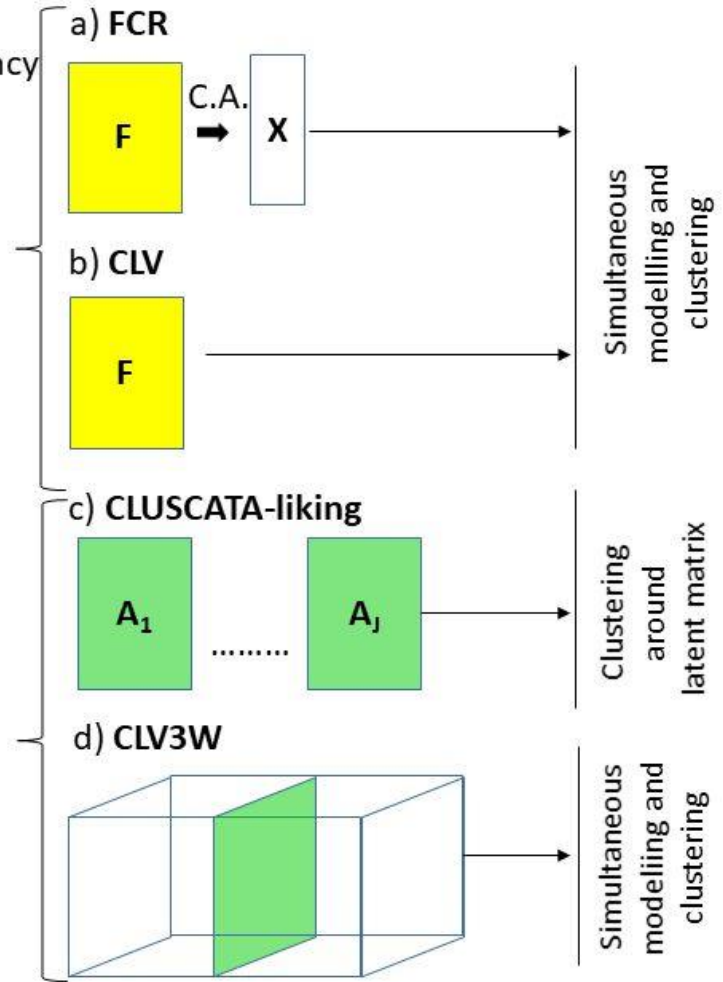 a) FCR
ncy
F
C.A.
X
Simultaneous
modellling and
clustering
b) CLV
F
c) CLUSCATA-liking
A₁
.........
Aⱼ
Clustering
around
latent matrix
d) CLV3W
Simultaneous
modeliing and
clustering